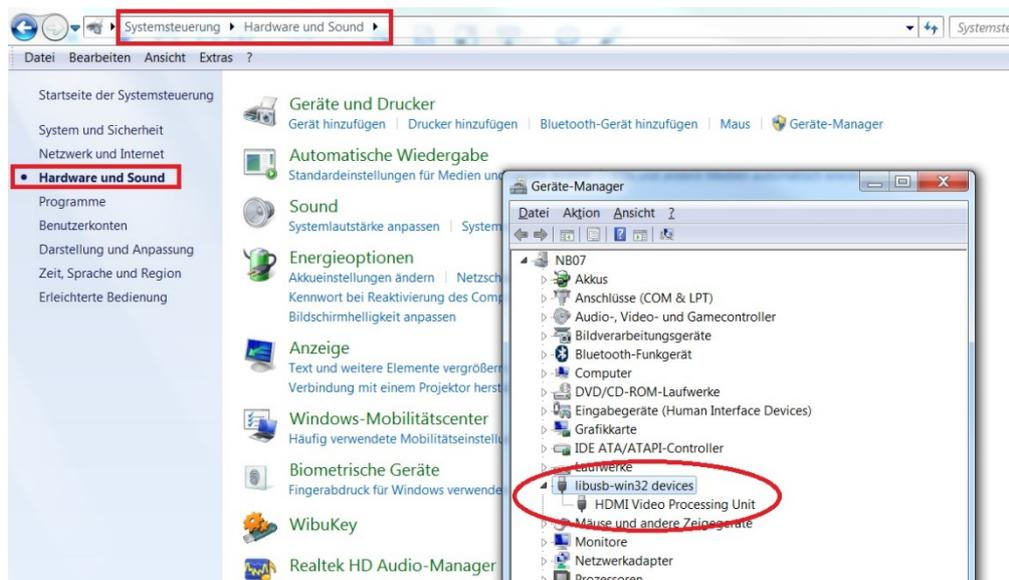 Systemsteuerung ▸ Hardware und Sound ▸
Systemste
Datei Bearbeiten Ansicht Extras ?
Startseite der Systemsteuerung
System und Sicherheit
Netzwerk und Internet
Hardware und Sound
Programme
Benutzerkonten
Darstellung und Anpassung
Zeit, Sprache und Region
Erleichterte Bedienung
Geräte und Drucker
Gerät hinzufügen | Drucker hinzufügen | Bluetooth-Gerät hinzufügen | Maus | Geräte-Manager
Automatische Wiedergabe
Standardeinstellungen für Medien und
Sound
Systemlautstärke anpassen | System
Energieoptionen
Akkueinstellungen ändern | Netzsch
Kennwort bei Reaktivierung des Comp
Bildschirmhelligkeit anpassen
Anzeige
Text und weitere Elemente vergrößern
Verbindung mit einem Projektor herst
Windows-Mobilitätscenter
Häufig verwendete Mobilitätseinstellu
Biometrische Geräte
Fingerabdruck für Windows verwende
WibuKey
Realtek HD Audio-Manager
Geräte-Manager
Datei Aktion Ansicht ?
NB07
Akkus
Anschlüsse (COM & LPT)
Audio-, Video- und Gamecontroller
Bildverarbeitungsgeräte
Bluetooth-Funkgerät
Computer
DVD/CD-ROM-Laufwerke
Eingabegeräte (Human Interface Devices)
Grafikkarte
IDE ATA/ATAPI-Controller
Laufwerke
libusb-win32 devices
HDMI Video Processing Unit
Mäuse und andere Zeigegeräte
Monitore
Netzwerkadapter
Prozessoren